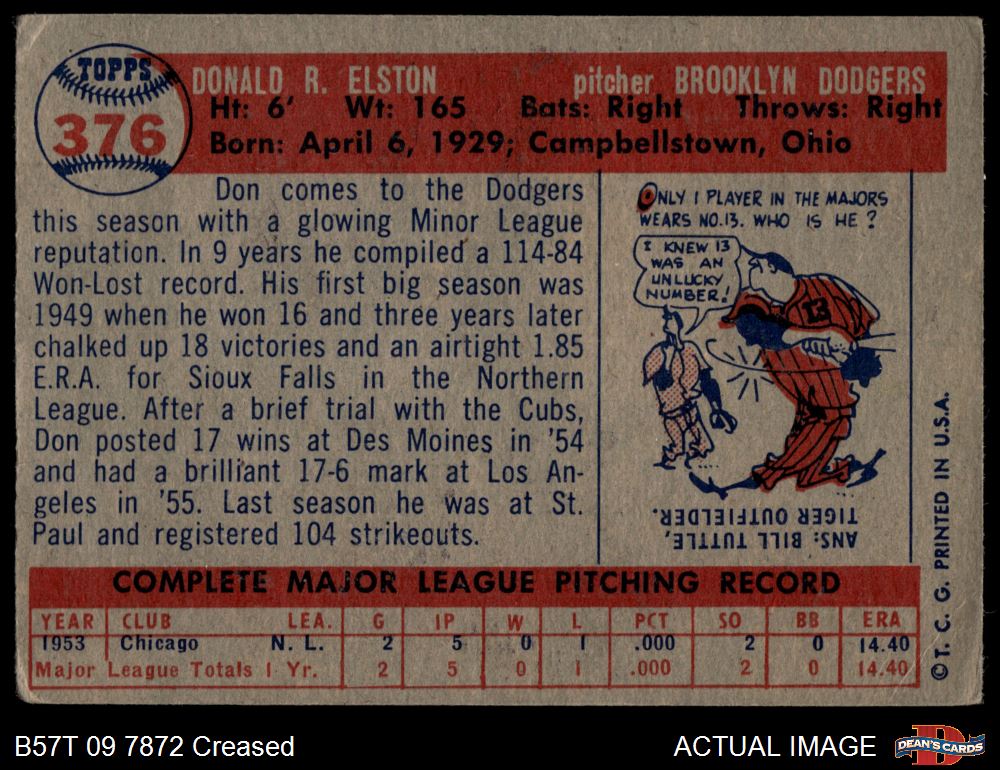 TOPPS
376
DONALD R. ELSTON pitcher BROOKLYN DODGERS
Ht: 6' Wt: 165 Bats: Right Throws: Right
Born: April 6, 1929; Campbellstown, Ohio
Don comes to the Dodgers
this season with a glowing Minor League
reputation. In 9 years he compiled a 114-84
Won-Lost record. His first big season was
1949 when he won 16 and three years later
chalked up 18 victories and an airtight 1.85
E.R.A. for Sioux Falls in the Northern
League. After a brief trial with the Cubs,
Don posted 17 wins at Des Moines in '54
and had a brilliant 17-6 mark at Los An-
geles in '55. Last season he was at St.
Paul and registered 104 strikeouts.
ONLY 1 PLAYER IN THE MAJORS
WEARS NO.13. WHO IS HE?
I KNEW 13
WAS AN
UNLUCKY
NUMBER!
13
ANS: BILL TUTTLE,
TIGER OUTFIELDER.
COMPLETE MAJOR LEAGUE PITCHING RECORD
YEAR CLUB LEA. G IP W L PCT SO BB ERA
1953 Chicago N. L. 2 5 0 1 .000 2 0 14.40
Major League Totals 1 Yr. 2 5 0 1 .000 2 0 14.40
©T. C. G. PRINTED IN U.S.A.
B57T 09 7872 Creased
ACTUAL IMAGE
DEAN'S CARDS